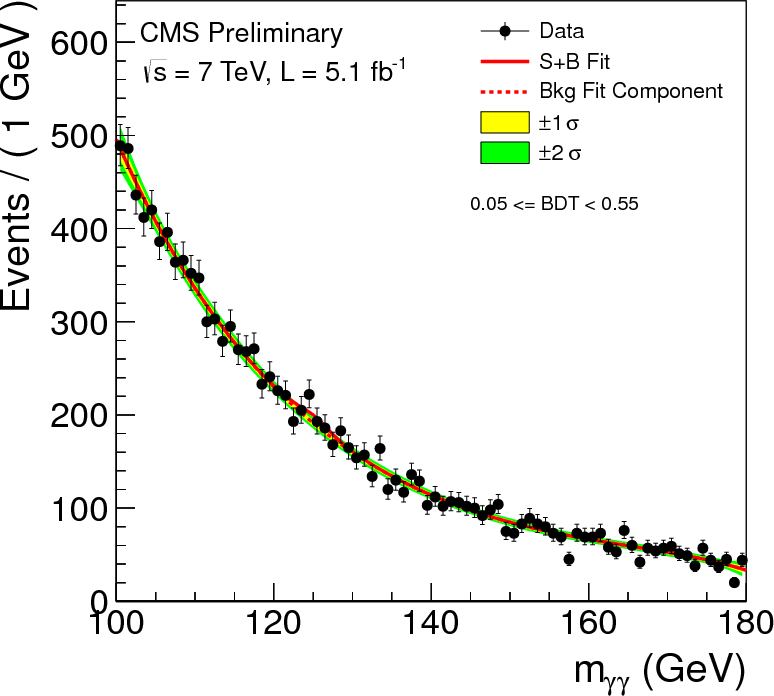 CMS Preliminary
√s = 7 TeV, L = 5.1 fb⁻¹
Data
S+B Fit
Bkg Fit Component
±1 σ
±2 σ
0.05 <= BDT < 0.55
Events / ( 1 GeV )
600
500
400
300
200
100
0
100 120 140 160 180
mγγ (GeV)